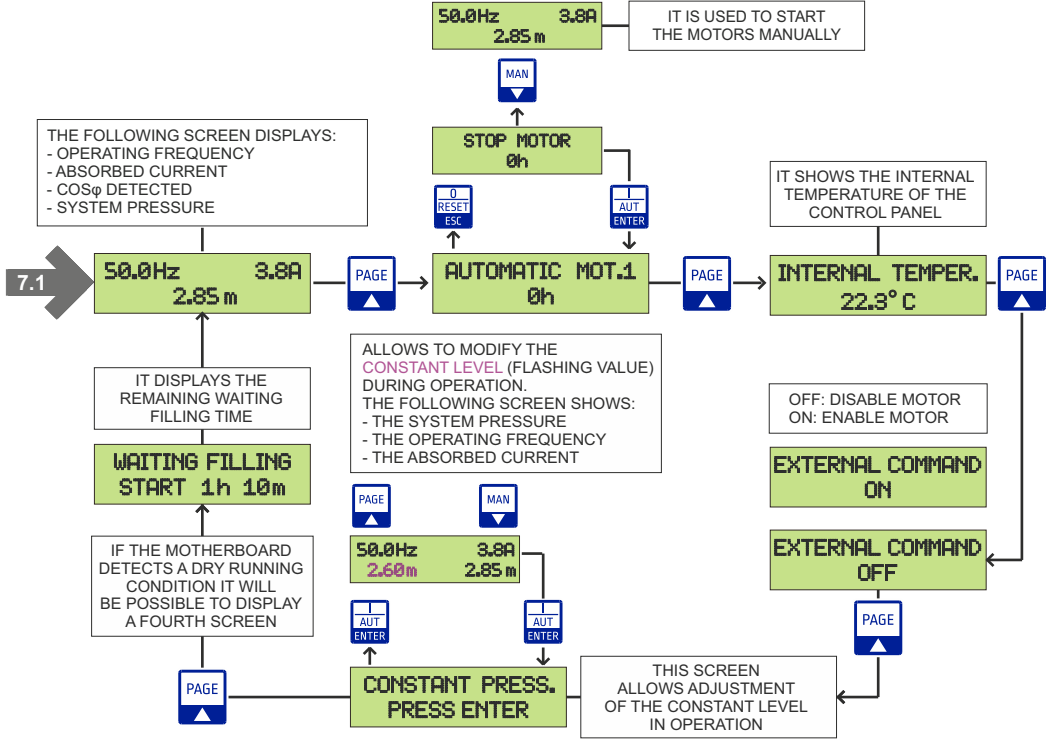 50.0Hz 3.8A
2.85 m
IT IS USED TO START
THE MOTORS MANUALLY
MAN
STOP MOTOR
0h
THE FOLLOWING SCREEN DISPLAYS:
- OPERATING FREQUENCY
- ABSORBED CURRENT
- COSφ DETECTED
- SYSTEM PRESSURE
0
RESET
ESC
I
AUT
ENTER
IT SHOWS THE INTERNAL
TEMPERATURE OF THE
CONTROL PANEL
7.1
50.0Hz 3.8A
2.85 m
PAGE
AUTOMATIC MOT.1
0h
PAGE
INTERNAL TEMPER.
22.3° C
PAGE
ALLOWS TO MODIFY THE
CONSTANT LEVEL (FLASHING VALUE)
DURING OPERATION.
THE FOLLOWING SCREEN SHOWS:
- THE SYSTEM PRESSURE
- THE OPERATING FREQUENCY
- THE ABSORBED CURRENT
IT DISPLAYS THE
REMAINING WAITING
FILLING TIME
OFF: DISABLE MOTOR
ON: ENABLE MOTOR
WAITING FILLING
START 1h 10m
EXTERNAL COMMAND
ON
PAGE
MAN
IF THE MOTHERBOARD
DETECTS A DRY RUNNING
CONDITION IT WILL
BE POSSIBLE TO DISPLAY
A FOURTH SCREEN
50.0Hz 3.8A
2.60m 2.85 m
EXTERNAL COMMAND
OFF
I
AUT
ENTER
I
AUT
ENTER
PAGE
PAGE
CONSTANT PRESS.
PRESS ENTER
THIS SCREEN
ALLOWS ADJUSTMENT
OF THE CONSTANT LEVEL
IN OPERATION